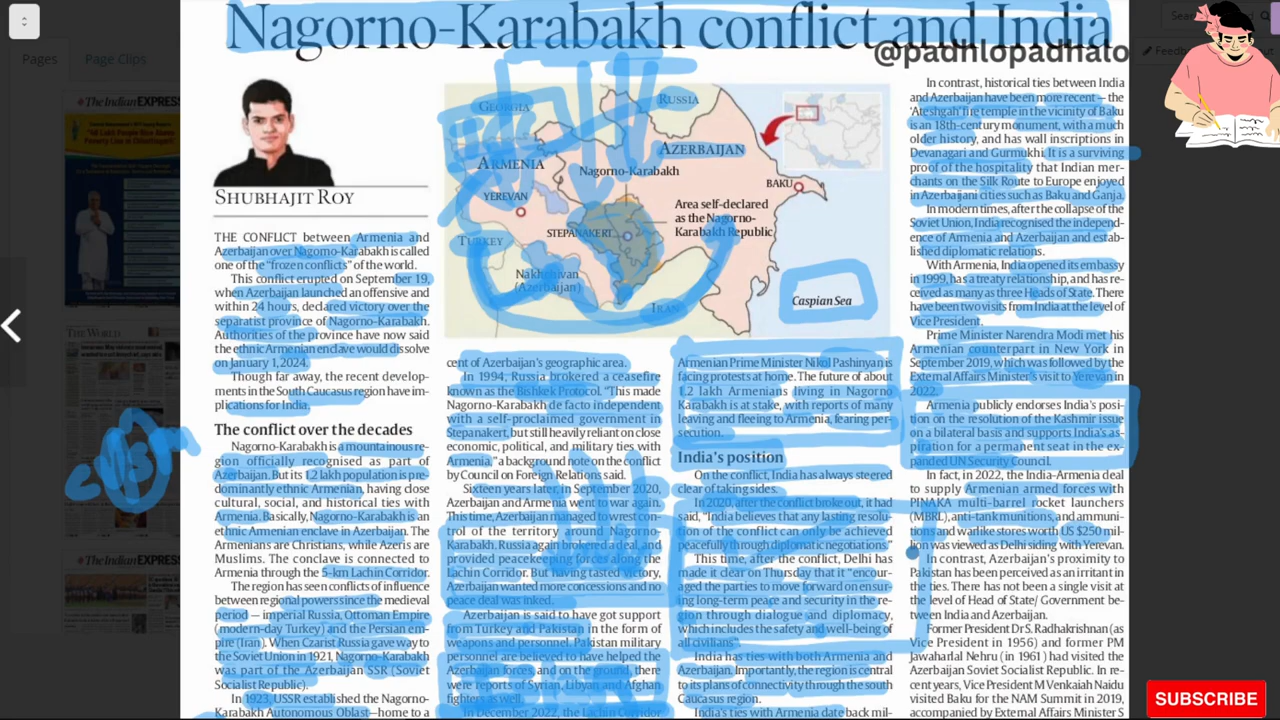 Nagorno-Karabakh conflict and India
@padhlopadhalo
Pages
Page Clips
The Indian EXPRESS
THE WORLD
The Indian EXPRESS
SHUBHAJIT ROY
THE CONFLICT between Armenia and
Azerbaijan over Nagorno-Karabakh is called
one of the "frozen conflicts" of the world.
This conflict erupted on September 19,
when Azerbaijan launched an offensive and
within 24 hours, declared victory over the
separatist province of Nagorno-Karabakh.
Authorities of the province have now said
the ethnic Armenian enclave would dissolve
on January 1, 2024.
Though far away, the recent develop-
ments in the South Caucasus region have im-
plications for India.
The conflict over the decades
Nagorno-Karabakh is a mountainous re-
gion officially recognised as part of
Azerbaijan. But its 1.2 lakh population is pre-
dominantly ethnic Armenian, having close
cultural, social, and historical ties with
Armenia. Basically, Nagorno-Karabakh is an
ethnic Armenian enclave in Azerbaijan. The
Armenians are Christians, while Azeris are
Muslims. The conclave is connected to
Armenia through the 5-km Lachin Corridor.
The region has seen conflicts of influence
between regional powers since the medieval
period — imperial Russia, Ottoman Empire
(modern-day Turkey) and the Persian em-
pire (Iran). When Czarist Russia gave way to
the Soviet Union in 1921, Nagorno-Karabakh
was part of the Azerbaijan SSR (Soviet
Socialist Republic).
In 1923, USSR established the Nagorno-
Karabakh Autonomous Oblast—home to a
GEORGIA
RUSSIA
ARMENIA
AZERBAIJAN
Nagorno-Karabakh
YEREVAN
BAKU
Area self-declared
as the Nagorno-
Karabakh Republic
STEPANAKERT
TURKEY
Nakhchivan
(Azerbaijan)
IRAN
Caspian Sea
cent of Azerbaijan's geographic area.
In 1994, Russia brokered a ceasefire
known as the Bishkek Protocol. "This made
Nagorno-Karabakh de facto independent
with a self-proclaimed government in
Stepanakert, but still heavily reliant on close
economic, political, and military ties with
Armenia," a background note on the conflict
by Council on Foreign Relations said.
Sixteen years later, in September 2020,
Azerbaijan and Armenia went to war again.
This time, Azerbaijan managed to wrest con-
trol of the territory around Nagorno-
Karabakh. Russia again brokered a deal, and
provided peacekeeping forces along the
Lachin Corridor. But having tasted victory,
Azerbaijan wanted more concessions and no
peace deal was inked.
Azerbaijan is said to have got support
from Turkey and Pakistan in the form of
weapons and personnel. Pakistan military
personnel are believed to have helped the
Azerbaijan forces, and on the ground, there
were reports of Syrian, Libyan and Afghan
fighters as well.
In December 2022, the Lachin Corridor
Armenian Prime Minister Nikol Pashinyan is
facing protests at home. The future of about
1.2 lakh Armenians living in Nagorno
Karabakh is at stake, with reports of many
leaving and fleeing to Armenia, fearing per-
secution.
India's position
On the conflict, India has always steered
clear of taking sides.
In 2020, after the conflict broke out, it had
said, "India believes that any lasting resolu-
tion of the conflict can only be achieved
peacefully through diplomatic negotiations."
This time, after the conflict, Delhi has
made it clear on Thursday that it "encour-
aged the parties to move forward on ensur-
ing long-term peace and security in the re-
gion through dialogue and diplomacy,
which includes the safety and well-being of
all civilians".
India has ties with both Armenia and
Azerbaijan. Importantly, the region is central
to its plans of connectivity through the south
Caucasus region.
India's ties with Armenia date back mil-
In contrast, historical ties between India
and Azerbaijan have been more recent — the
'Ateshgah' fire temple in the vicinity of Baku
is an 18th-century monument, with a much
older history, and has wall inscriptions in
Devanagari and Gurmukhi. It is a surviving
proof of the hospitality that Indian mer-
chants on the Silk Route to Europe enjoyed
in Azerbaijani cities such as Baku and Ganja.
In modern times, after the collapse of the
Soviet Union, India recognised the independ-
ence of Armenia and Azerbaijan and estab-
lished diplomatic relations.
With Armenia, India opened its embassy
in 1999, has a treaty relationship, and has re-
ceived as many as three Heads of State. There
have been two visits from India at the level of
Vice President.
Prime Minister Narendra Modi met his
Armenian counterpart in New York in
September 2019, which was followed by the
External Affairs Minister's visit to Yerevan in
2022.
Armenia publicly endorses India's posi-
tion on the resolution of the Kashmir issue
on a bilateral basis and supports India's as-
piration for a permanent seat in the ex-
panded UN Security Council.
In fact, in 2022, the India-Armenia deal
to supply Armenian armed forces with
PINAKA multi-barrel rocket launchers
(MBRL), anti-tank munitions, and ammuni-
tions and warlike stores worth US $250 mil-
lion was viewed as Delhi siding with Yerevan.
In contrast, Azerbaijan's proximity to
Pakistan has been perceived as an irritant in
the ties. There has not been a single visit at
the level of Head of State/ Government be-
tween India and Azerbaijan.
Former President Dr S. Radhakrishnan (as
Vice President in 1956) and former PM
Jawaharlal Nehru (in 1961) had visited the
Azerbaijan Soviet Socialist Republic. In re-
cent years, Vice President M Venkaiah Naidu
visited Baku for the NAM Summit in 2019,
accompanied by External Affairs Minister S
SUBSCRIBE